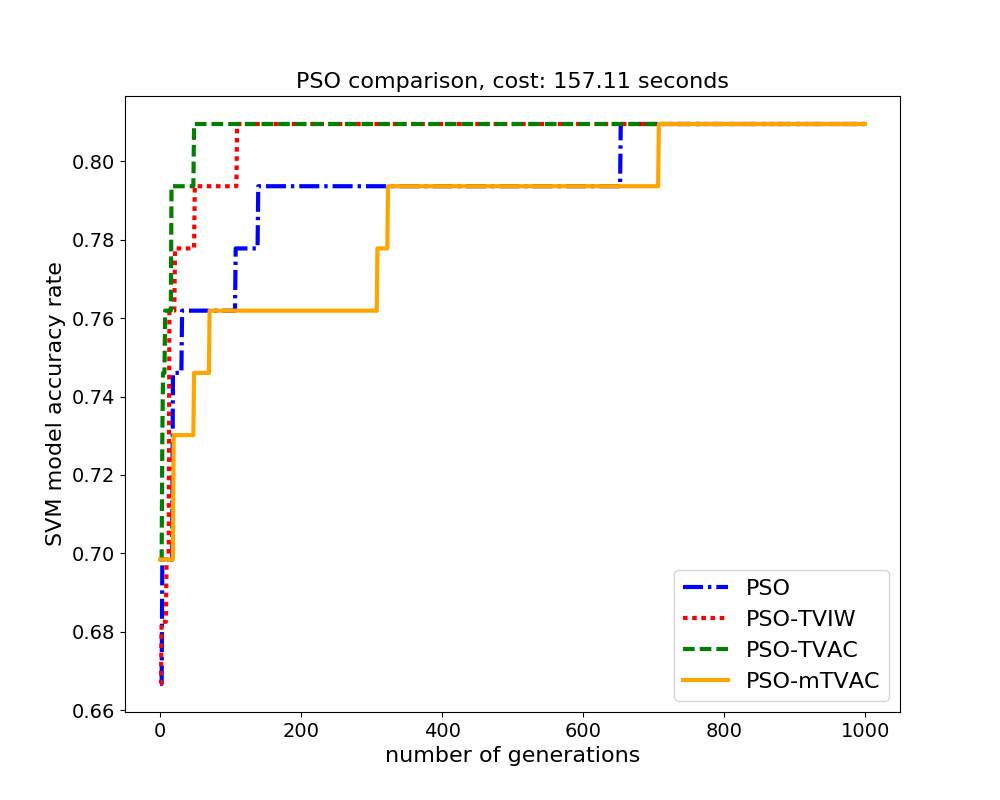 PSO comparison, cost: 157.11 seconds
SVM model accuracy rate
0.80
0.78
0.76
0.74
0.72
0.70
0.68
0.66
0 200 400 600 800 1000
number of generations
PSO
PSO-TVIW
PSO-TVAC
PSO-mTVAC